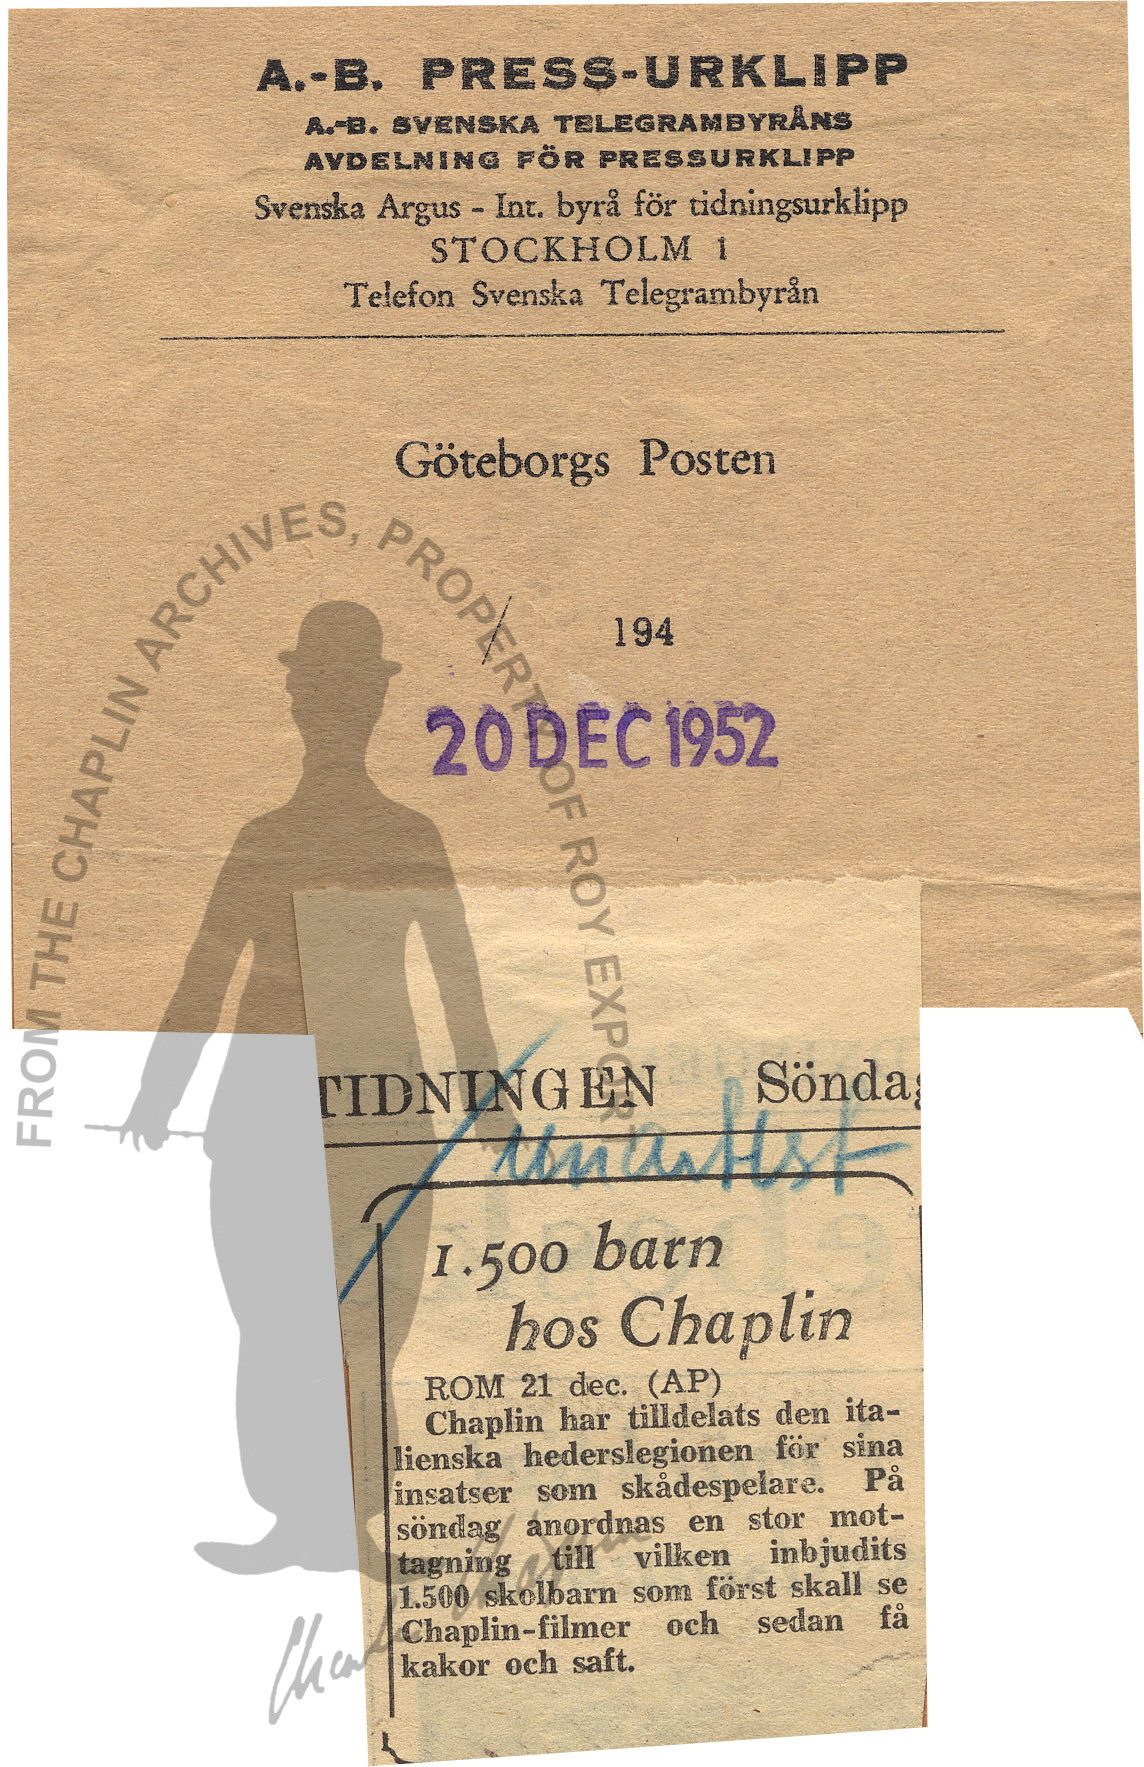 A.-B. PRESS-URKLIPP
A.-B. SVENSKA TELEGRAMBYRÅNS
AVDELNING FÖR PRESSURKLIPP
Svenska Argus - Int. byrå för tidningsurklipp
STOCKHOLM 1
Telefon Svenska Telegrambyrån
Göteborgs Posten
/ 194
20 DEC 1952
FROM THE CHAPLIN ARCHIVES, PROPERTY OF ROY EXPORT
TIDNINGEN Söndag
1.500 barn
hos Chaplin
ROM 21 dec. (AP)
Chaplin har tilldelats den ita-
lienska hederslegionen för sina
insatser som skådespelare. På
söndag anordnas en stor mot-
tagning till vilken inbjudits
1.500 skolbarn som först skall se
Chaplin-filmer och sedan få
kakor och saft.